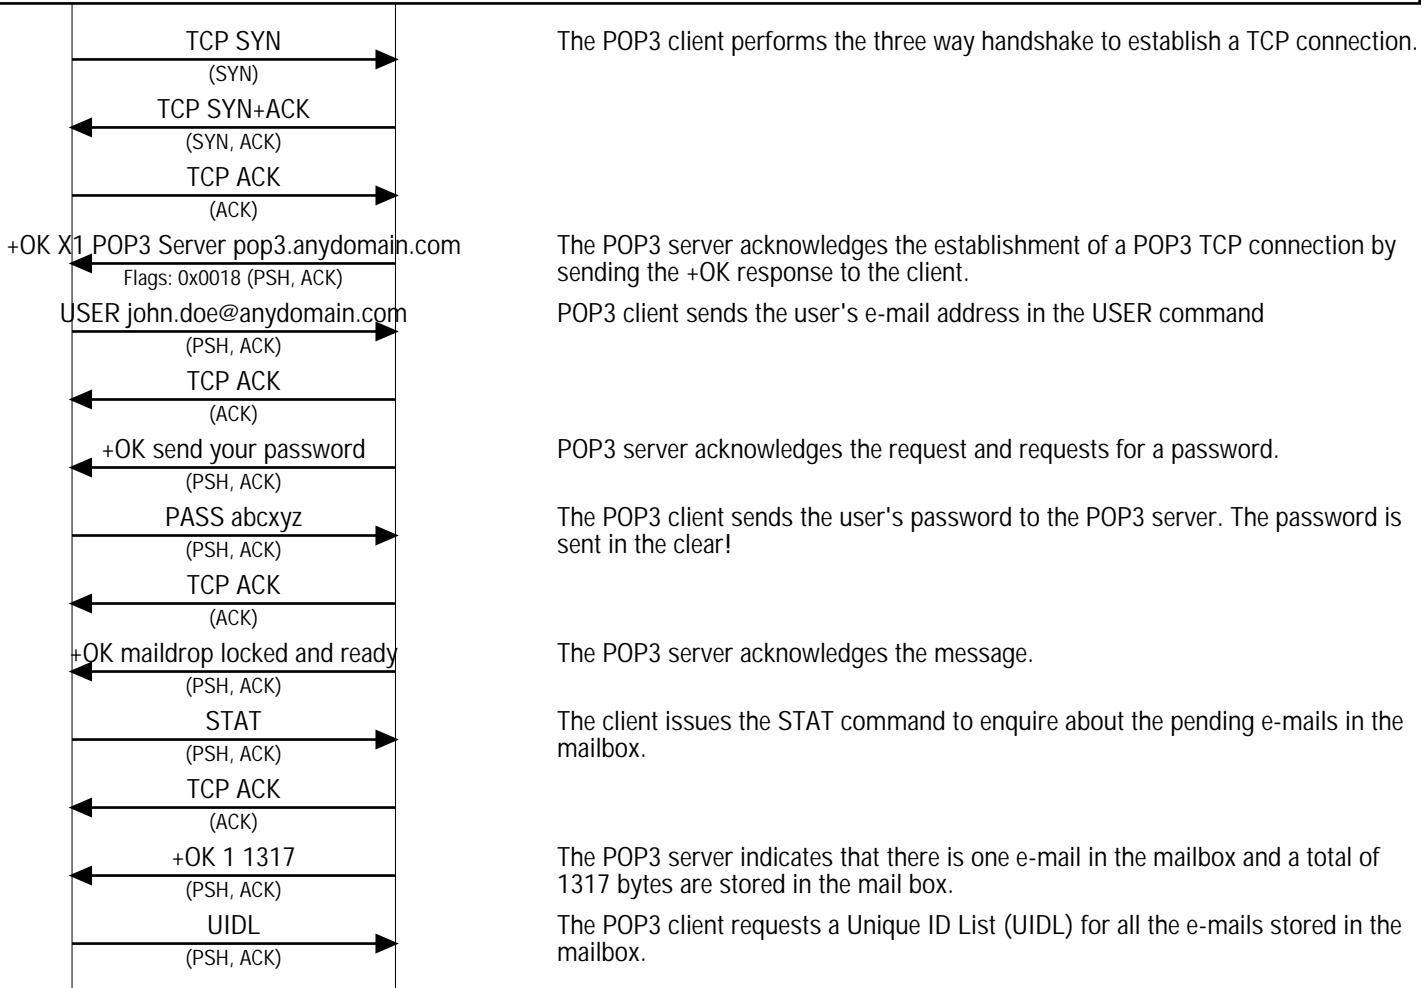 TCP SYN
The POP3 client performs the three way handshake to establish a TCP connection.
(SYN)
TCP SYN+ACK
(SYN, ACK)
TCP ACK
(ACK)
+OK X1 POP3 Server pop3.anydomain.com
The POP3 server acknowledges the establishment of a POP3 TCP connection by
sending the +OK response to the client.
Flags: 0x0018 (PSH, ACK)
USER john.doe@anydomain.com
POP3 client sends the user's e-mail address in the USER command
(PSH, ACK)
TCP ACK
(ACK)
+OK send your password
POP3 server acknowledges the request and requests for a password.
(PSH, ACK)
PASS abcxyz
The POP3 client sends the user's password to the POP3 server. The password is
sent in the clear!
(PSH, ACK)
TCP ACK
(ACK)
+OK maildrop locked and ready
The POP3 server acknowledges the message.
(PSH, ACK)
STAT
The client issues the STAT command to enquire about the pending e-mails in the
mailbox.
(PSH, ACK)
TCP ACK
(ACK)
+OK 1 1317
The POP3 server indicates that there is one e-mail in the mailbox and a total of
1317 bytes are stored in the mail box.
(PSH, ACK)
UIDL
The POP3 client requests a Unique ID List (UIDL) for all the e-mails stored in the
mailbox.
(PSH, ACK)